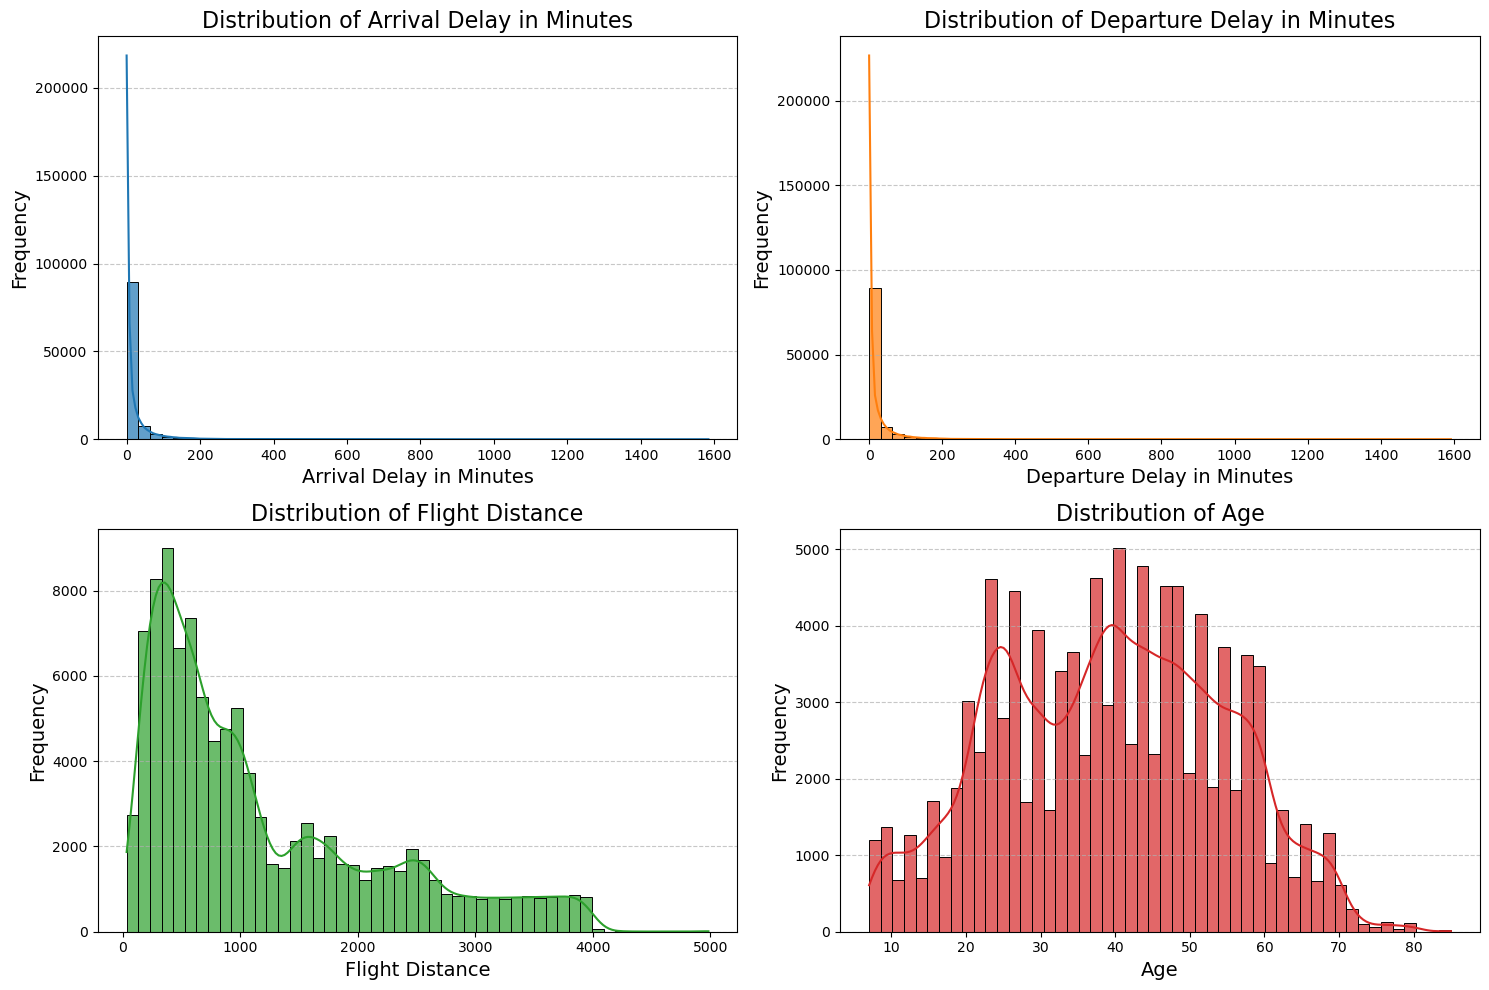 Distribution of Arrival Delay in Minutes
Frequency
200000
150000
100000
50000
0
0 200 400 600 800 1000 1200 1400 1600
Arrival Delay in Minutes
Distribution of Departure Delay in Minutes
Frequency
200000
150000
100000
50000
0
0 200 400 600 800 1000 1200 1400 1600
Departure Delay in Minutes
Distribution of Flight Distance
Frequency
8000
6000
4000
2000
0
0 1000 2000 3000 4000 5000
Flight Distance
Distribution of Age
Frequency
5000
4000
3000
2000
1000
0
10 20 30 40 50 60 70 80
Age